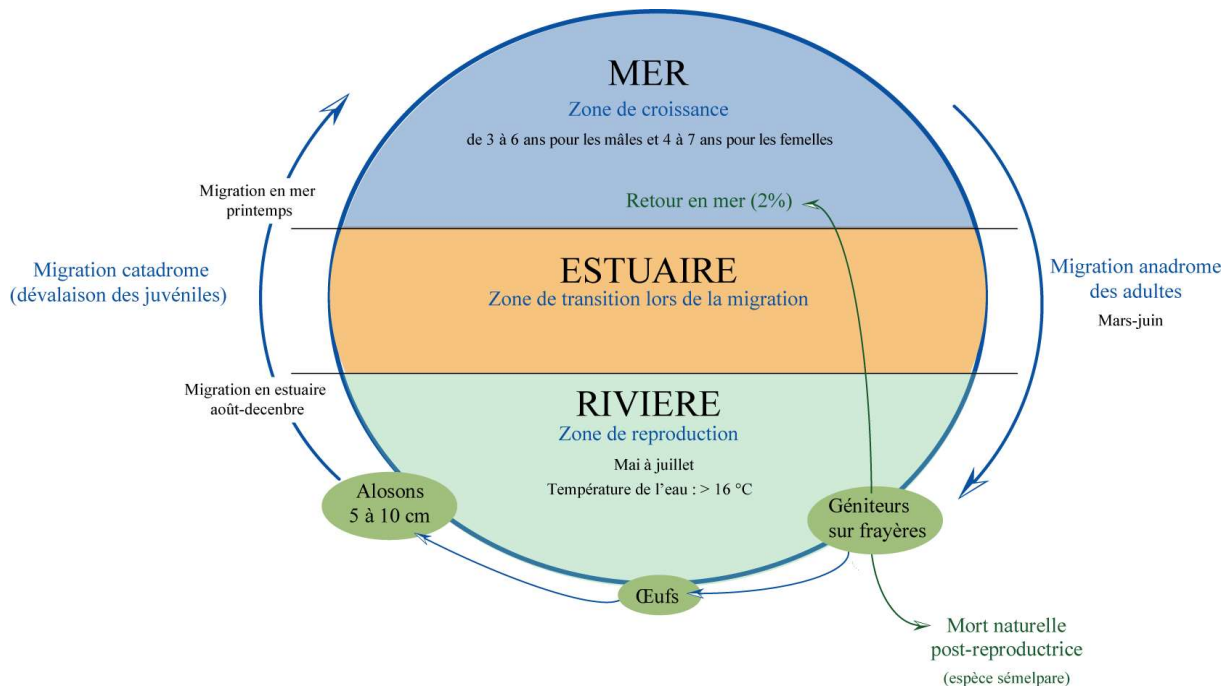 MER
Zone de croissance
de 3 à 6 ans pour les mâles et 4 à 7 ans pour les femelles
Migration en mer
printemps
Retour en mer (2%)
Migration catadrome
(dévalaison des juvéniles)
ESTUAIRE
Zone de transition lors de la migration
Migration anadrome
des adultes
Mars-juin
Migration en estuaire
août-decenbre
RIVIERE
Zone de reproduction
Mai à juillet
Température de l'eau : > 16 °C
Alosons
5 à 10 cm
Géniteurs
sur frayères
Œufs
Mort naturelle
post-reproductrice
(espèce sémelpare)